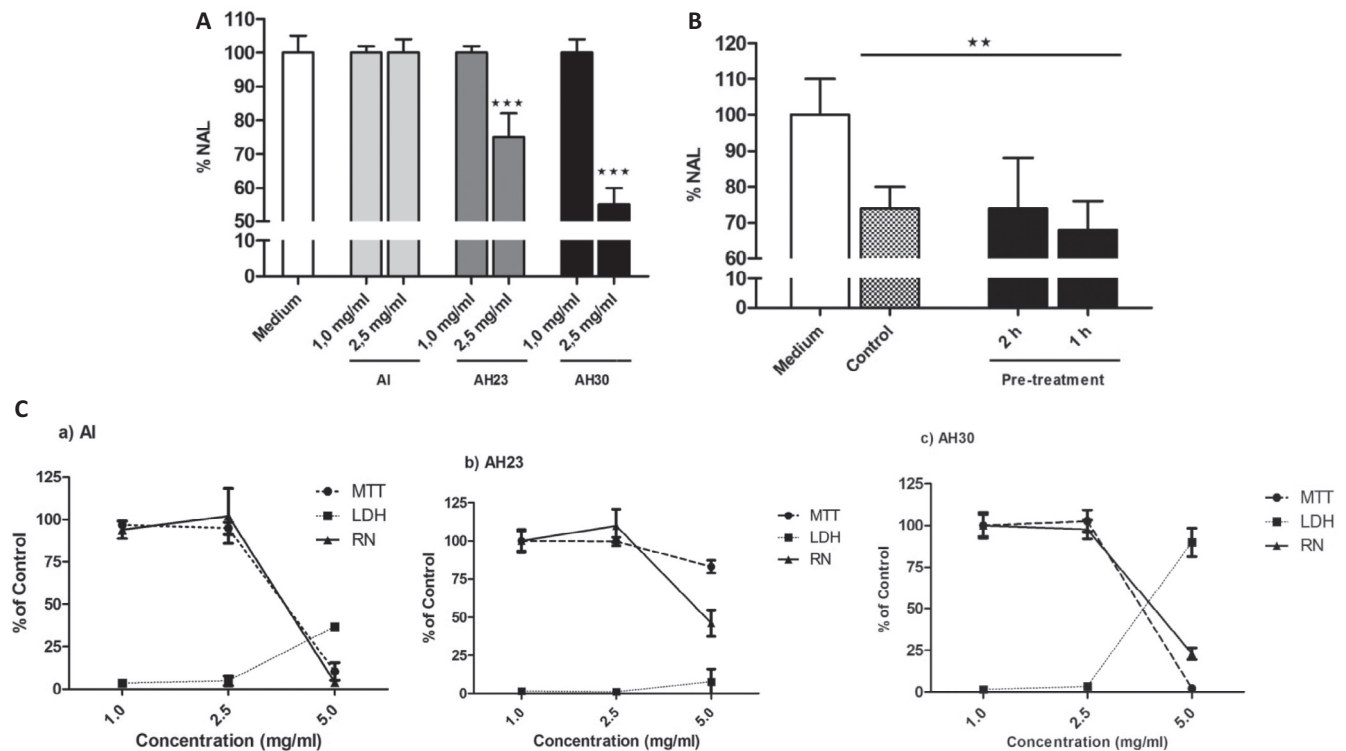 A
110
100
90
80
70
60
50
10
0
% NAL
★★★
★★★
Medium
1,0 mg/ml
2,5 mg/ml
1,0 mg/ml
2,5 mg/ml
1,0 mg/ml
2,5 mg/ml
AI
AH23
AH30
B
120
110
100
90
80
70
60
10
0
% NAL
★★
Medium
Control
2 h
1 h
Pre-treatment
C
a) AI
125
100
75
50
25
0
% of Control
MTT
LDH
RN
1.0
2.5
5.0
Concentration (mg/ml)
b) AH23
125
100
75
50
25
0
% of Control
MTT
LDH
RN
1.0
2.5
5.0
Concentration (mg/ml)
c) AH30
125
100
75
50
25
0
% of Control
MTT
LDH
RN
1.0
2.5
5.0
Concentration (mg/ml)